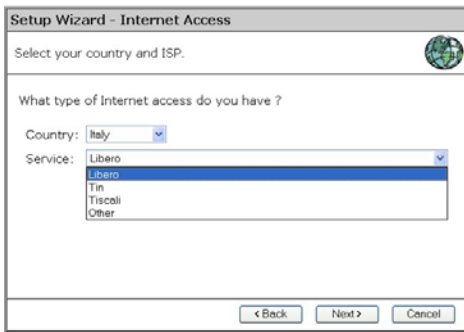 Setup Wizard - Internet Access
Select your country and ISP.
What type of Internet access do you have ?
Country: Italy
Service: Libero
Libero
Tin
Tiscali
Other
< Back Next > Cancel